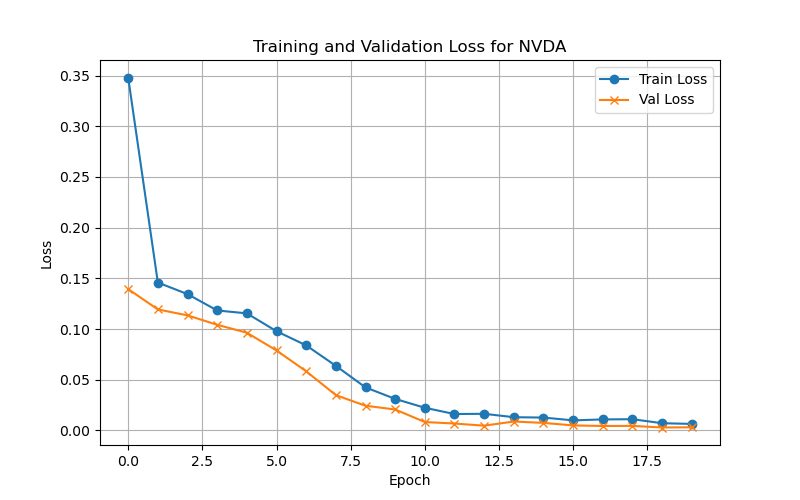 Training and Validation Loss for NVDA
Train Loss
Val Loss
0.35
0.30
0.25
0.20
0.15
0.10
0.05
0.00
Loss
0.0 2.5 5.0 7.5 10.0 12.5 15.0 17.5
Epoch